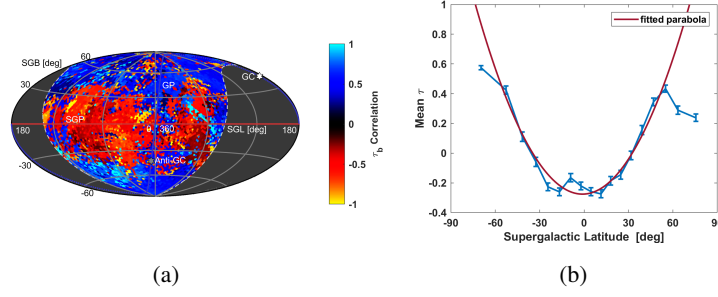 SGB [deg]
60
30
GC
GP
SGP
180
0
360
SGL [deg]
180
-30
Anti-GC
-60
1
0.5
0
-0.5
-1
τb Correlation
1
0.8
0.6
0.4
0.2
0
-0.2
-0.4
Mean τ
fitted parabola
-90
-60
-30
0
30
60
9
Supergalactic Latitude [deg]
(a)
(b)